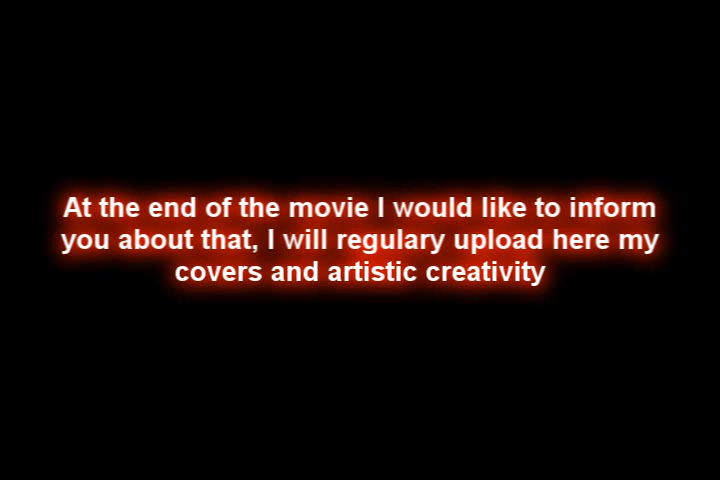 At the end of the movie I would like to inform
you about that, I will regulary upload here my
covers and artistic creativity